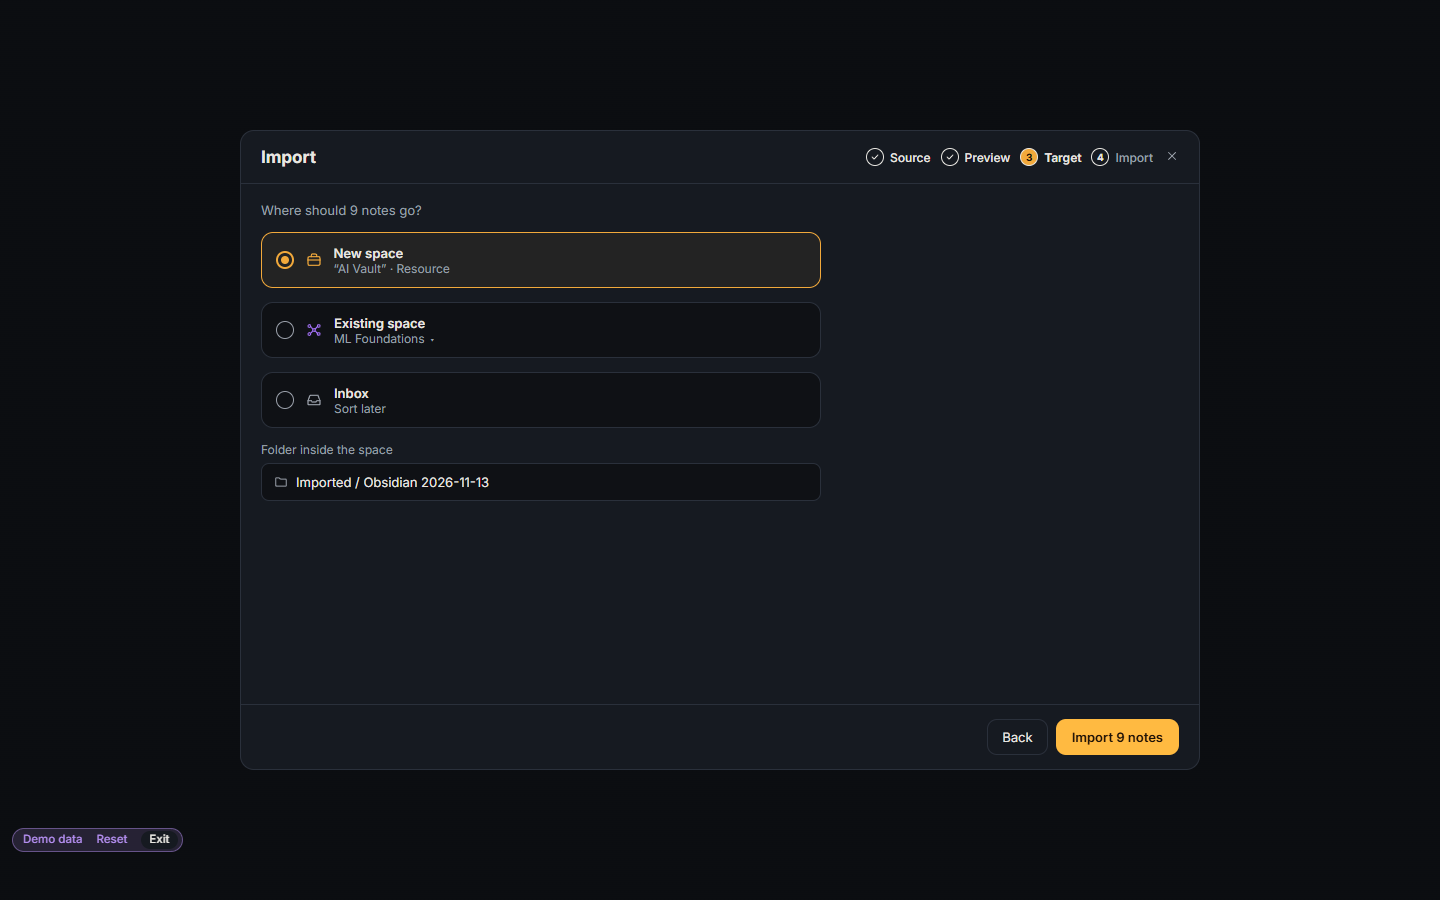 Import
Source Preview 3 Target 4 Import
Where should 9 notes go?
New space
“AI Vault” · Resource
Existing space
ML Foundations
Inbox
Sort later
Folder inside the space
Imported / Obsidian 2026-11-13
Back Import 9 notes
Demo data Reset Exit